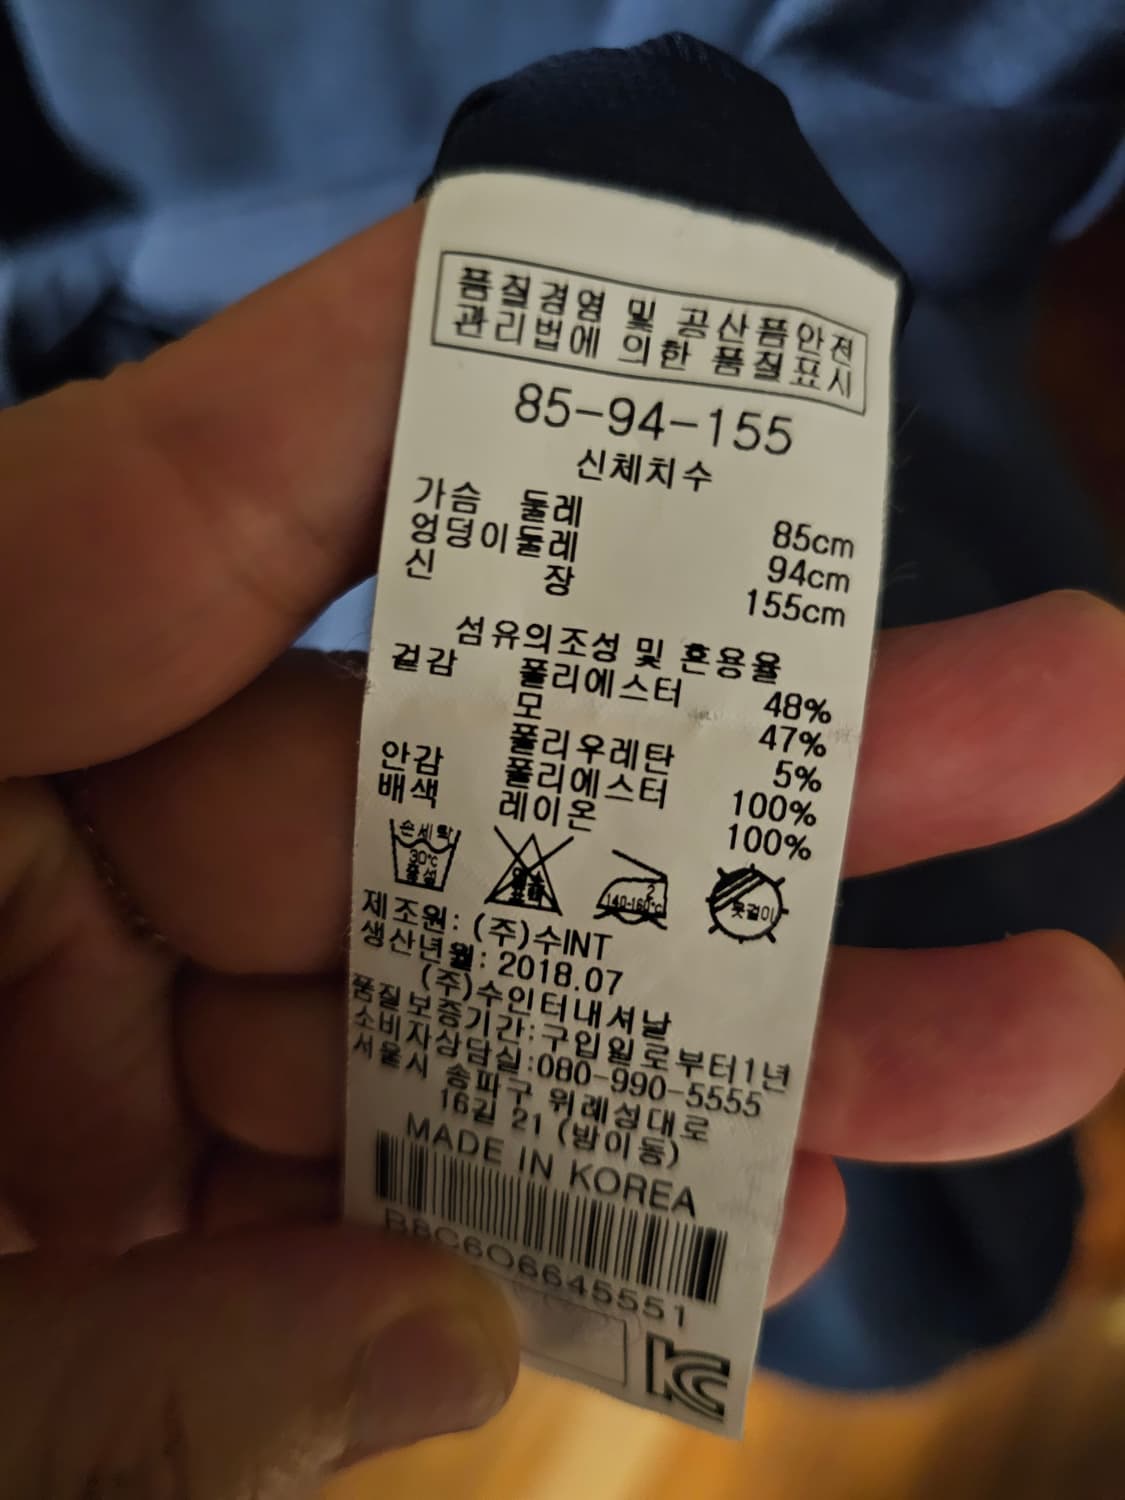 품질경영 및 공산품안전
관리법에 의한 품질표시
85-94-155
신체치수
가슴 둘레 85cm
엉덩이둘레 94cm
신 장 155cm
섬유의조성 및 혼용율
겉감 폴리에스터 48%
모 47%
폴리우레탄 5%
안감 폴리에스터 100%
배색 레이온 100%
손세탁
30℃
중성
염소
표백
2
140-160℃
옷걸이
제조원: (주)수INT
생산년월: 2018.07
(주)수인터내셔날
품질보증기간:구입일로부터1년
소비자상담실:080-990-5555
서울시 송파구 위례성대로
16길 21 (방이동)
MADE IN KOREA
B8C6O6645551
KC